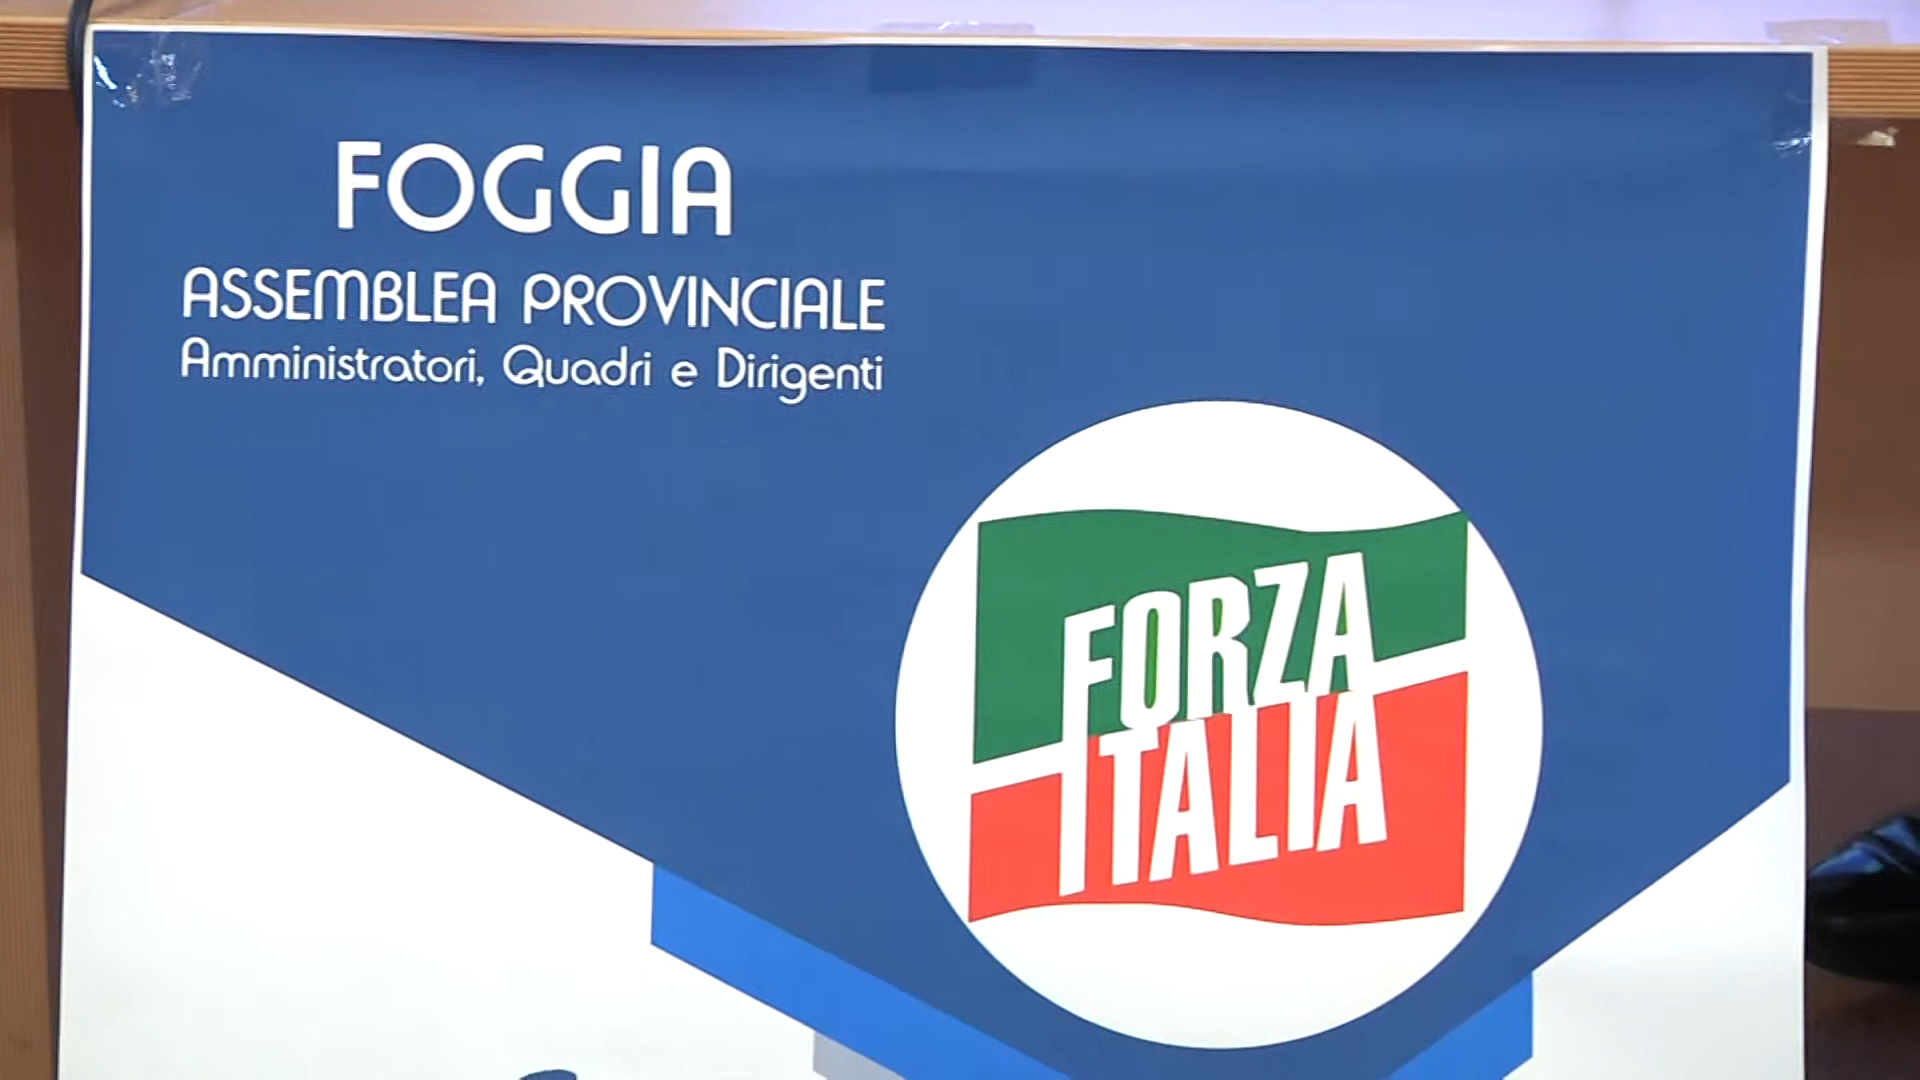 FOGGIA
ASSEMBLEA PROVINCIALE
Amministratori, Quadri e Dirigenti
FORZA
ITALIA